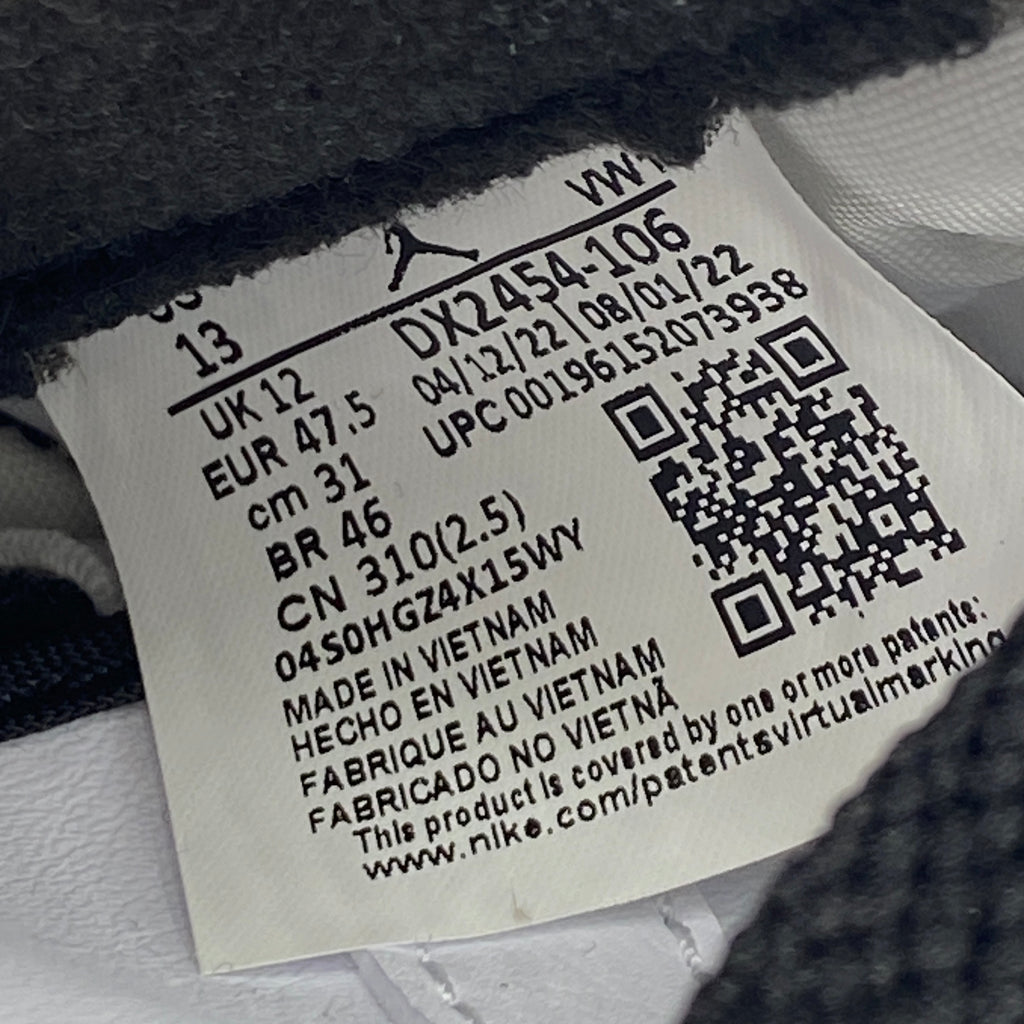 13
UK 12
EUR 47.5
cm 31
BR 46
CN 310(2.5)
DX2454-106
04/12/22|08/01/22
UPC 00196152073938
04S0HGZ4X15WY
MADE IN VIETNAM
HECHO EN VIETNAM
FABRIQUE AU VIETNAM
FABRICADO NO VIETNÃ
This product is covered by one or more patents:
www.nike.com/patentsvirtualmarking